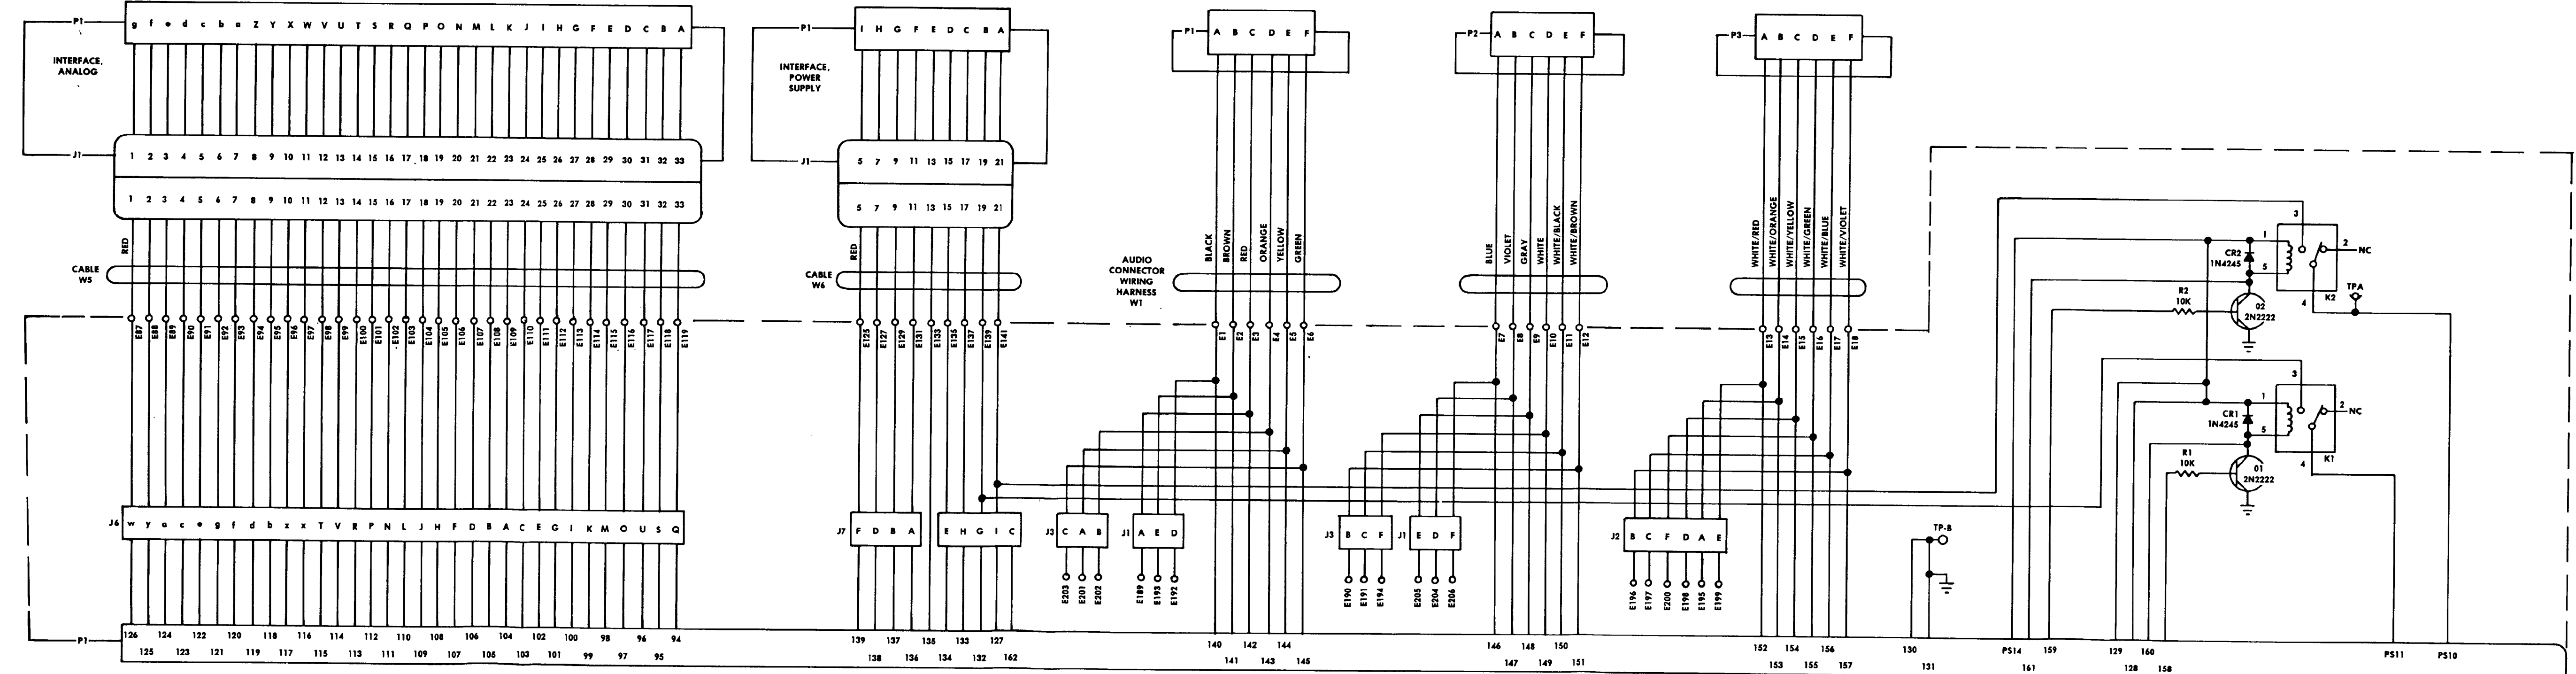 P1 g f e d c b a Z Y X W V U T S R Q P O N M L K J I H G F E D C B A
INTERFACE,
ANALOG
J1 1 2 3 4 5 6 7 8 9 10 11 12 13 14 15 16 17 18 19 20 21 22 23 24 25 26 27 28 29 30 31 32 33
1 2 3 4 5 6 7 8 9 10 11 12 13 14 15 16 17 18 19 20 21 22 23 24 25 26 27 28 29 30 31 32 33
RED
CABLE
W5
E87 E88 E89 E90 E91 E92 E93 E94 E95 E96 E97 E98 E99 E100 E101 E102 E103 E104 E105 E106 E107 E108 E109 E110 E111 E112 E113 E114 E115 E116 E117 E118 E119
J6 w y a c e g f d b z x T V R P N L J H F D B A C E G I K M O U S Q
P1 126 124 122 120 118 116 114 112 110 108 106 104 102 100 98 96 94
125 123 121 119 117 115 113 111 109 107 105 103 101 99 97 95
P1 I H G F E D C B A
INTERFACE,
POWER
SUPPLY
J1 5 7 9 11 13 15 17 19 21
5 7 9 11 13 15 17 19 21
RED
CABLE
W6
E125 E127 E129 E131 E133 E135 E137 E139 E141
J7 F D B A E H G I C
139 137 135 133 127
138 136 134 132 162
P1 A B C D E F
BLACK BROWN RED ORANGE YELLOW GREEN
AUDIO
CONNECTOR
WIRING
HARNESS
W1
E1 E2 E3 E4 E5 E6
J3 C A B J1 A E D
E203 E201 E202 E189 E193 E192
140 142 144
141 143 145
P2 A B C D E F
BLUE VIOLET GRAY WHITE WHITE/BLACK WHITE/BROWN
E7 E8 E9 E10 E11 E12
J3 B C F J1 E D F
E190 E191 E194 E205 E204 E206
146 148 150
147 149 151
P3 A B C D E F
WHITE/RED WHITE/ORANGE WHITE/YELLOW WHITE/GREEN WHITE/BLUE WHITE/VIOLET
E13 E14 E15 E16 E17 E18
J2 B C F D A E
E196 E197 E200 E198 E195 E199
152 154 156
153 155 157
TP-B
130
131
3
1 2 NC
CR2
1N4245
5
4 K2
TPA
R2
10K
02
2N2222
3
1 2 NC
CR1
1N4245
5
4 K1
R1
10K
01
2N2222
PS14 159 129 160 PS11 PS10
161 128 158